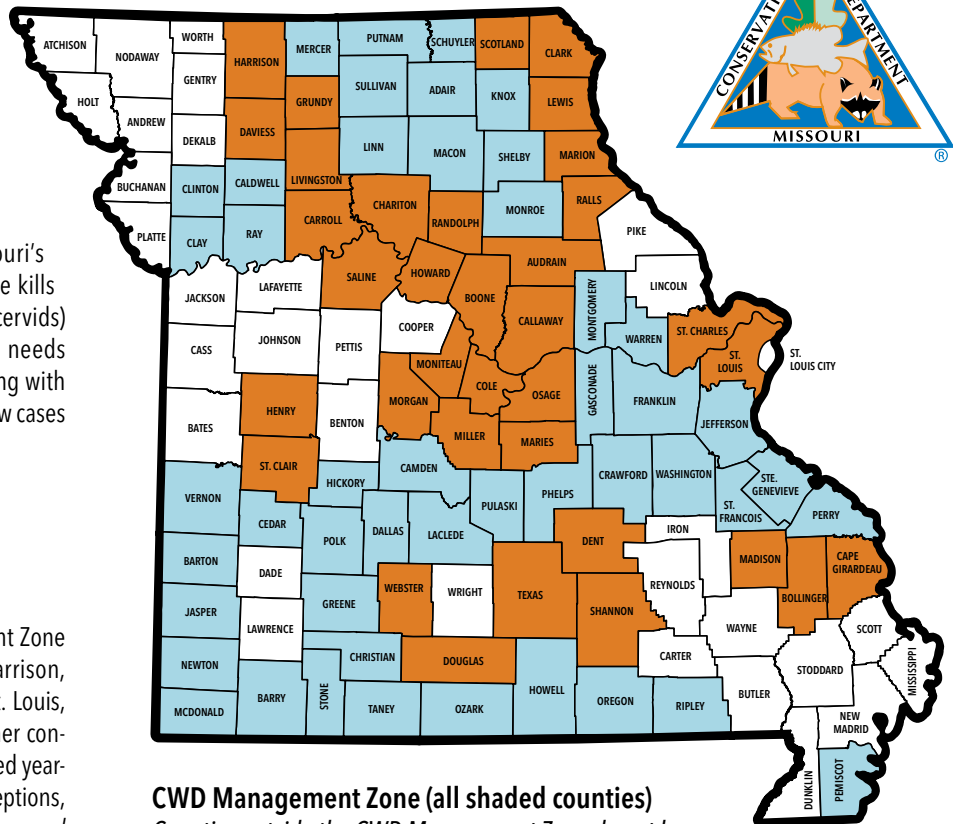 CONSERVATI
DEPARTMENT
MISSOURI
®
ATCHISON
NODAWAY
WORTH
GENTRY
HARRISON
MERCER
PUTNAM
SCHUYLER
SCOTLAND
CLARK
HOLT
ANDREW
DEKALB
DAVIESS
GRUNDY
SULLIVAN
ADAIR
KNOX
LEWIS
BUCHANAN
CLINTON
CALDWELL
LIVINGSTON
LINN
MACON
SHELBY
MARION
PLATTE
CLAY
RAY
CARROLL
CHARITON
RANDOLPH
MONROE
RALLS
PIKE
JACKSON
LAFAYETTE
SALINE
HOWARD
BOONE
AUDRAIN
CALLAWAY
MONTGOMERY
LINCOLN
WARREN
ST. CHARLES
ST.
LOUIS
ST.
LOUIS CITY
CASS
JOHNSON
PETTIS
COOPER
MONITEAU
COLE
OSAGE
GASCONADE
FRANKLIN
JEFFERSON
BATES
HENRY
BENTON
MORGAN
MILLER
MARIES
ST. CLAIR
HICKORY
CAMDEN
PULASKI
PHELPS
CRAWFORD
WASHINGTON
STE.
GENEVIEVE
ST.
FRANCOIS
PERRY
VERNON
CEDAR
POLK
DALLAS
LACLEDE
DENT
IRON
MADISON
BOLLINGER
CAPE
GIRARDEAU
BARTON
DADE
GREENE
WEBSTER
WRIGHT
TEXAS
SHANNON
REYNOLDS
WAYNE
SCOTT
JASPER
LAWRENCE
CHRISTIAN
DOUGLAS
CARTER
STODDARD
MISSISSIPPI
NEWTON
BARRY
STONE
TANEY
OZARK
HOWELL
OREGON
RIPLEY
BUTLER
NEW
MADRID
MCDONALD
DUNKLIN
PEMISCOT
ouri's
e kills
cervids)
needs
ng with
w cases
nt Zone
arrison,
t. Louis,
her con-
ed year-
eptions,
CWD Management Zone (all shaded counties)